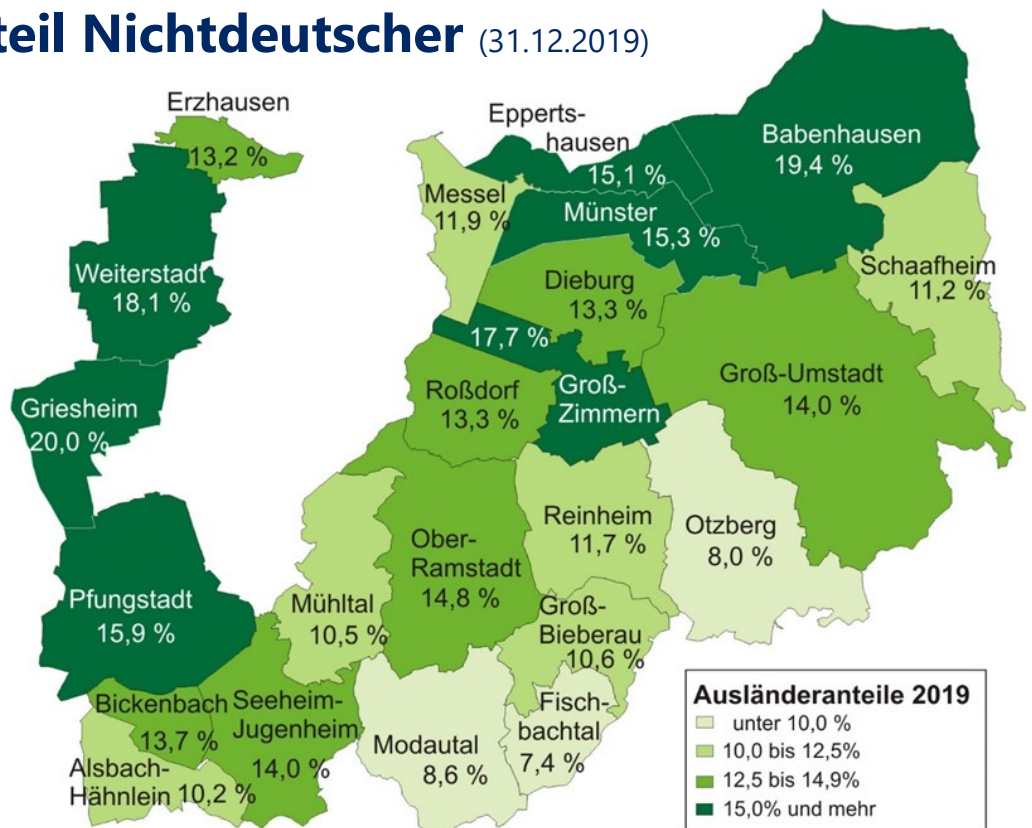 teil Nichtdeutscher (31.12.2019)
Erzhausen
13,2 %
Epperts-
hausen
15,1 %
Babenhausen
19,4 %
Messel
11,9 %
Münster
15,3 %
Weiterstadt
18,1 %
Dieburg
13,3 %
Schaafheim
11,2 %
17,7 %
Groß-
Zimmern
Roßdorf
13,3 %
Groß-Umstadt
14,0 %
Griesheim
20,0 %
Ober-
Ramstadt
14,8 %
Reinheim
11,7 %
Otzberg
8,0 %
Pfungstadt
15,9 %
Mühltal
10,5 %
Groß-
Bieberau
10,6 %
Bickenbach
13,7 %
Seeheim-
Jugenheim
14,0 %
Modautal
8,6 %
Fisch-
bachtal
7,4 %
Alsbach-
Hähnlein 10,2 %
Ausländeranteile 2019
unter 10,0 %
10,0 bis 12,5%
12,5 bis 14,9%
15,0% und mehr